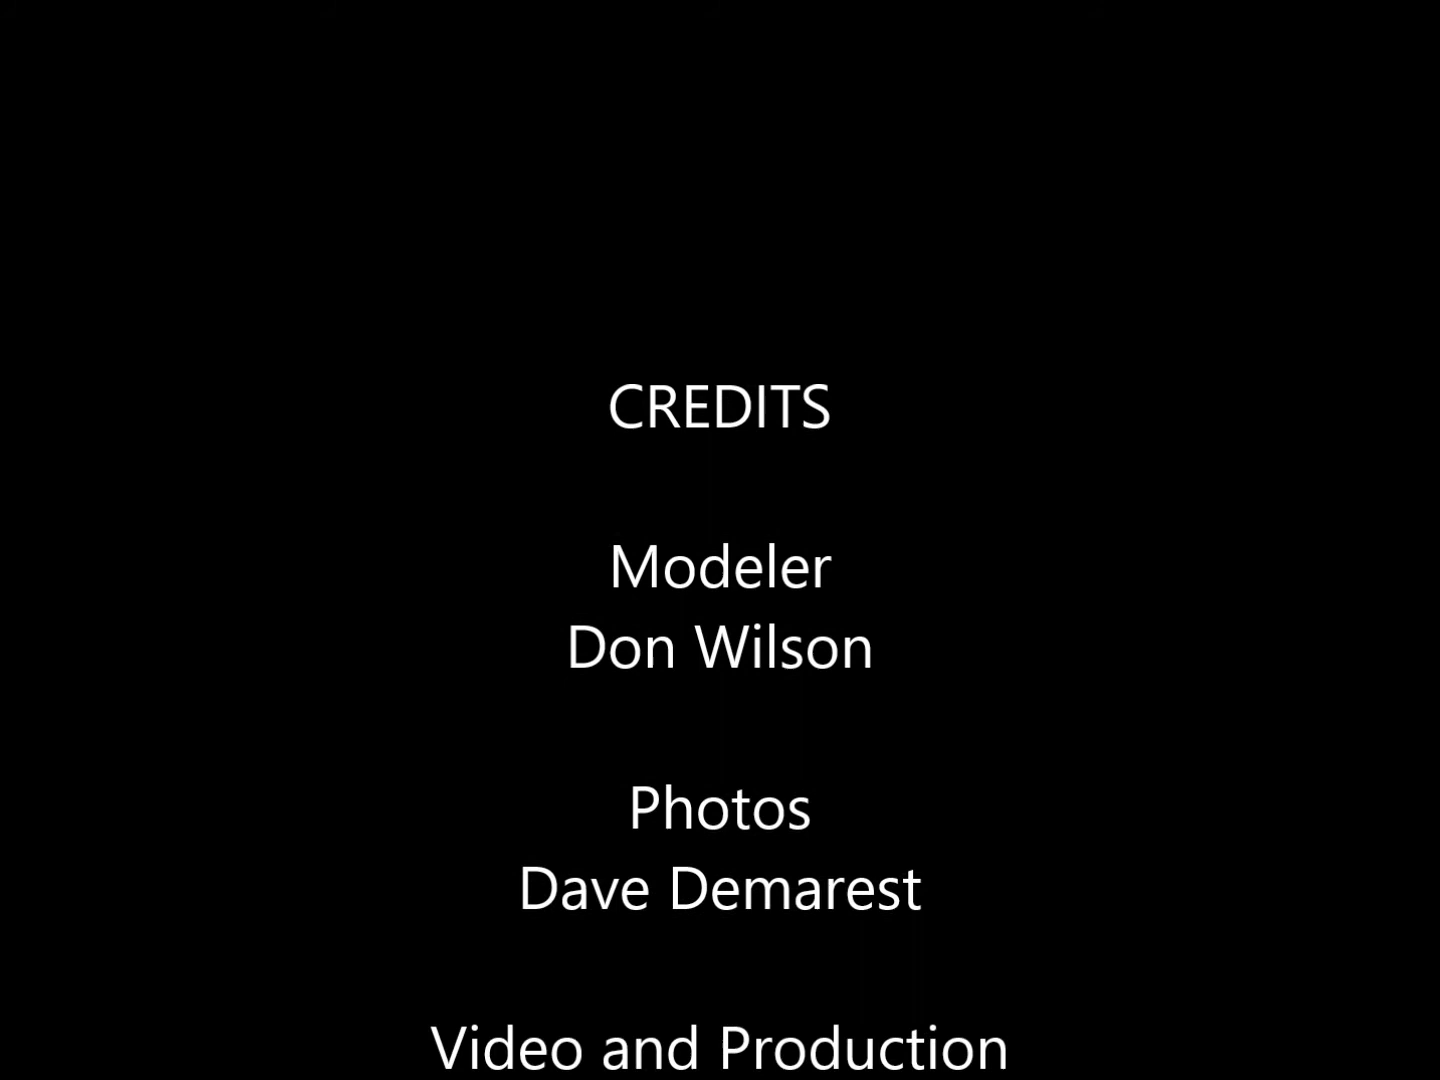 CREDITS
Modeler
Don Wilson
Photos
Dave Demarest
Video and Production